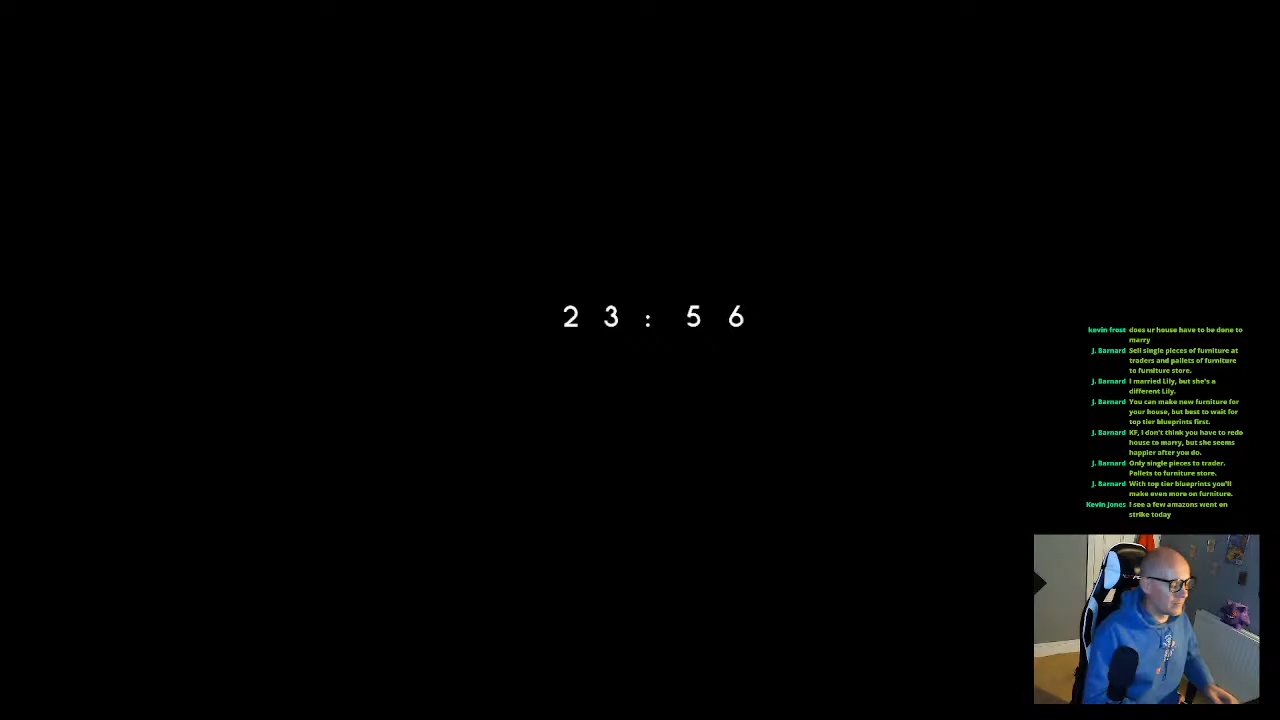 2 3 : 5 6
kevin frost does ur house have to be done to
marry
J. Barnard Sell single pieces of furniture at
traders and pallets of furniture
to furniture store.
J. Barnard I married Lily, but she's a
different Lily.
J. Barnard You can make new furniture for
your house, but best to wait for
top tier blueprints first.
J. Barnard KF, I don't think you have to redo
house to marry, but she seems
happier after you do.
J. Barnard Only single pieces to trader.
Pallets to furniture store.
J. Barnard With top tier blueprints you'll
make even more on furniture.
Kevin Jones I see a few amazons went on
strike today